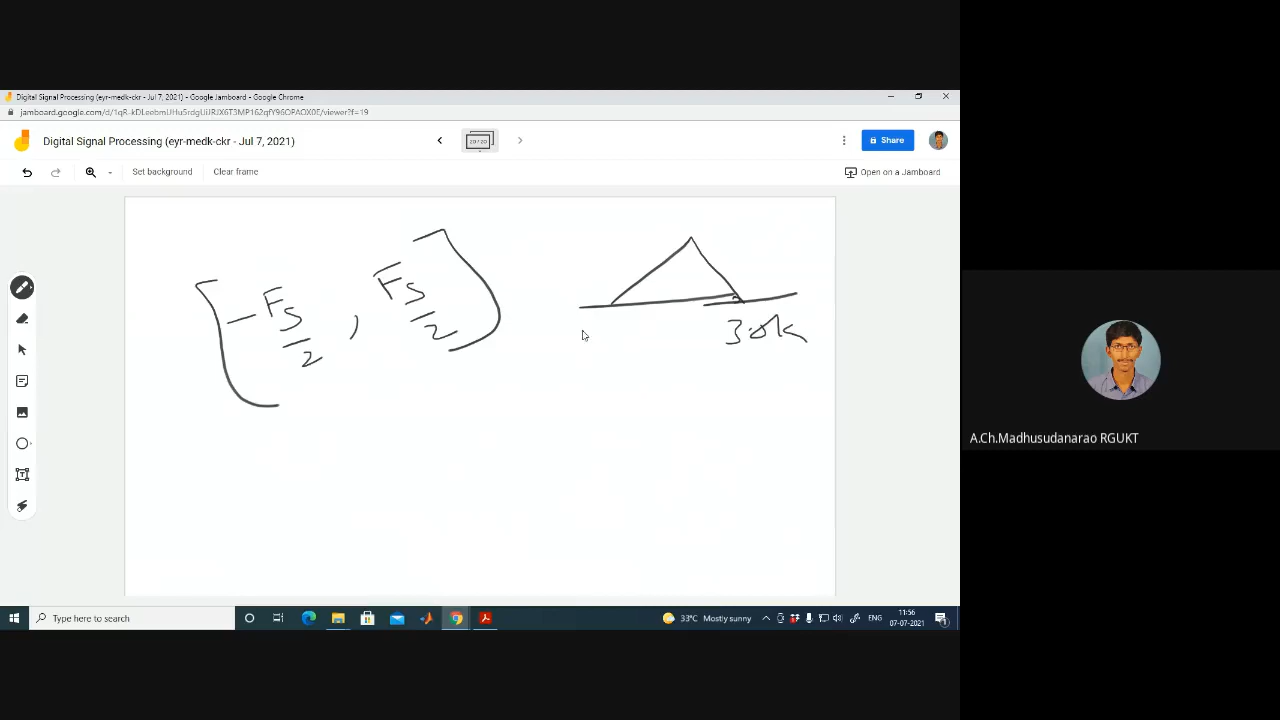 Digital Signal Processing (eyr-medk-ckr - Jul 7, 2021) - Google Jamboard - Google Chrome
Digital Signal Processing (eyr-medk-ckr - Jul 7, 2021)
20 / 20
Share
Set background
Clear frame
Open on a Jamboard
[ -Fs/2 , Fs/2 ]
A.Ch.Madhusudanarao RGUKT
Type here to search
33°C Mostly sunny
ENG
11:56
07-07-2021